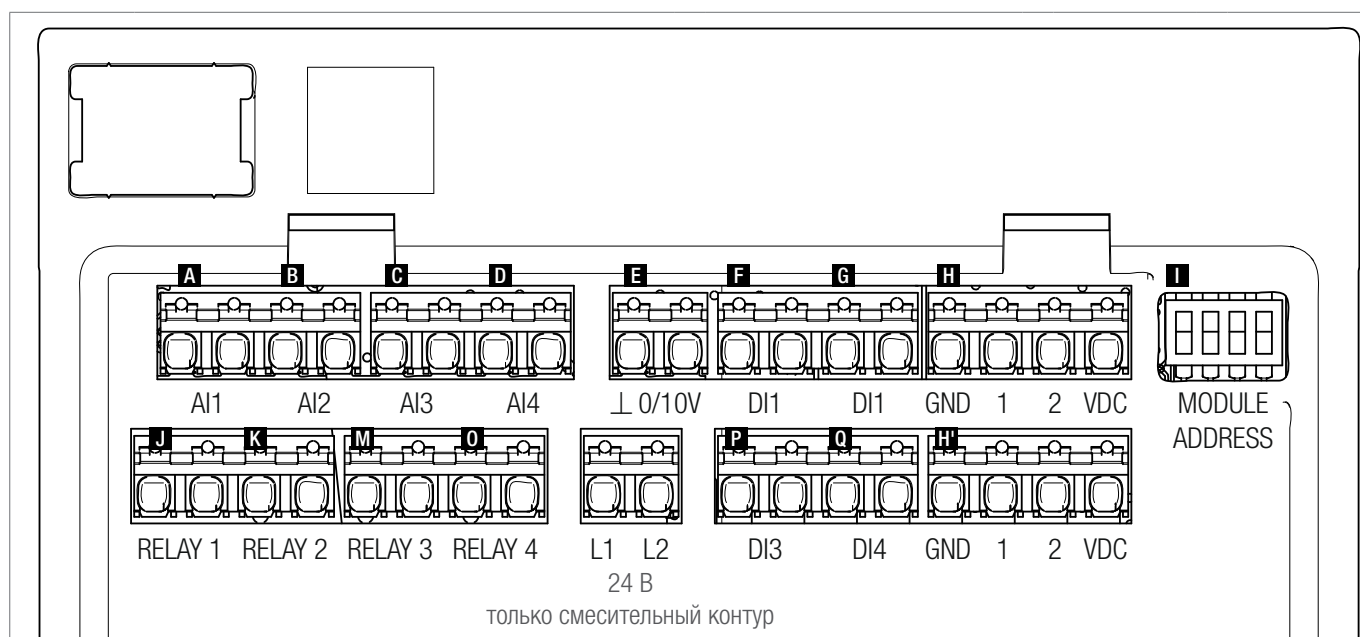 A B C D E F G H I
AI1 AI2 AI3 AI4 ⊥ 0/10V DI1 DI1 GND 1 2 VDC MODULE
ADDRESS
J K M O P Q H'
RELAY 1 RELAY 2 RELAY 3 RELAY 4 L1 L2 DI3 DI4 GND 1 2 VDC
24 В
только смесительный контур